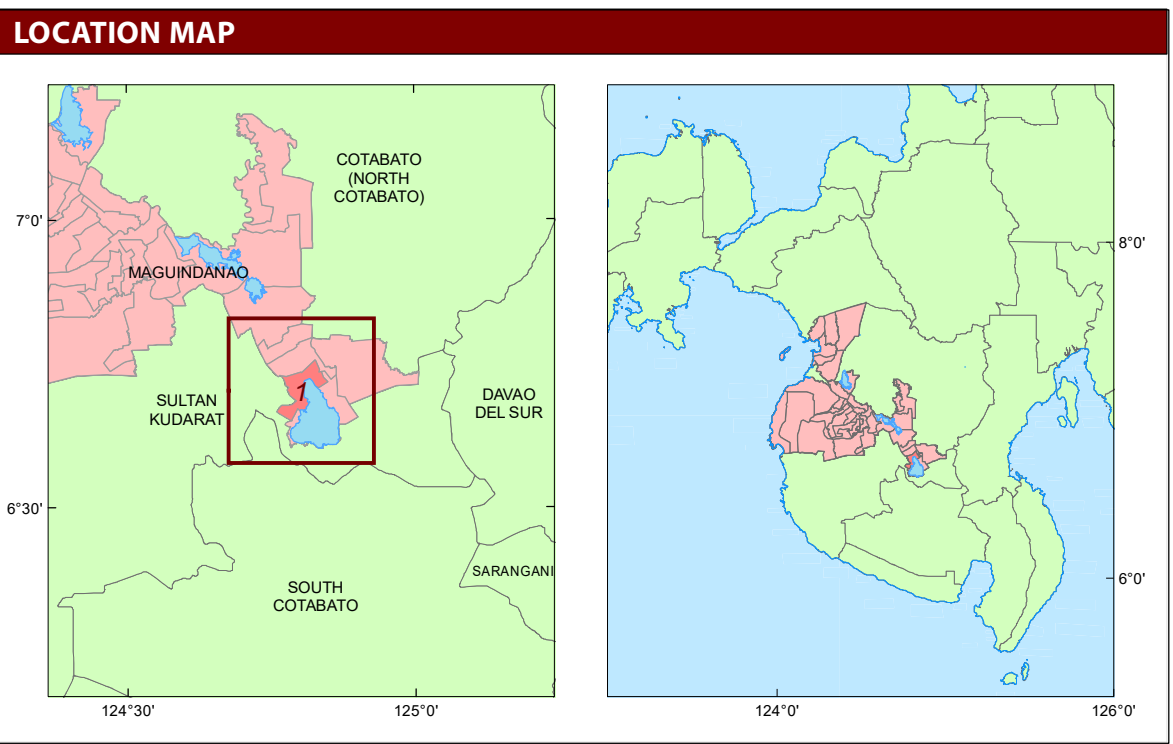 LOCATION MAP
COTABATO
(NORTH
COTABATO)
7°0'
MAGUINDANAO
8°0'
1
SULTAN
KUDARAT
DAVAO
DEL SUR
6°30'
SARANGANI
SOUTH
COTABATO
6°0'
124°30'
125°0'
124°0'
126°0'